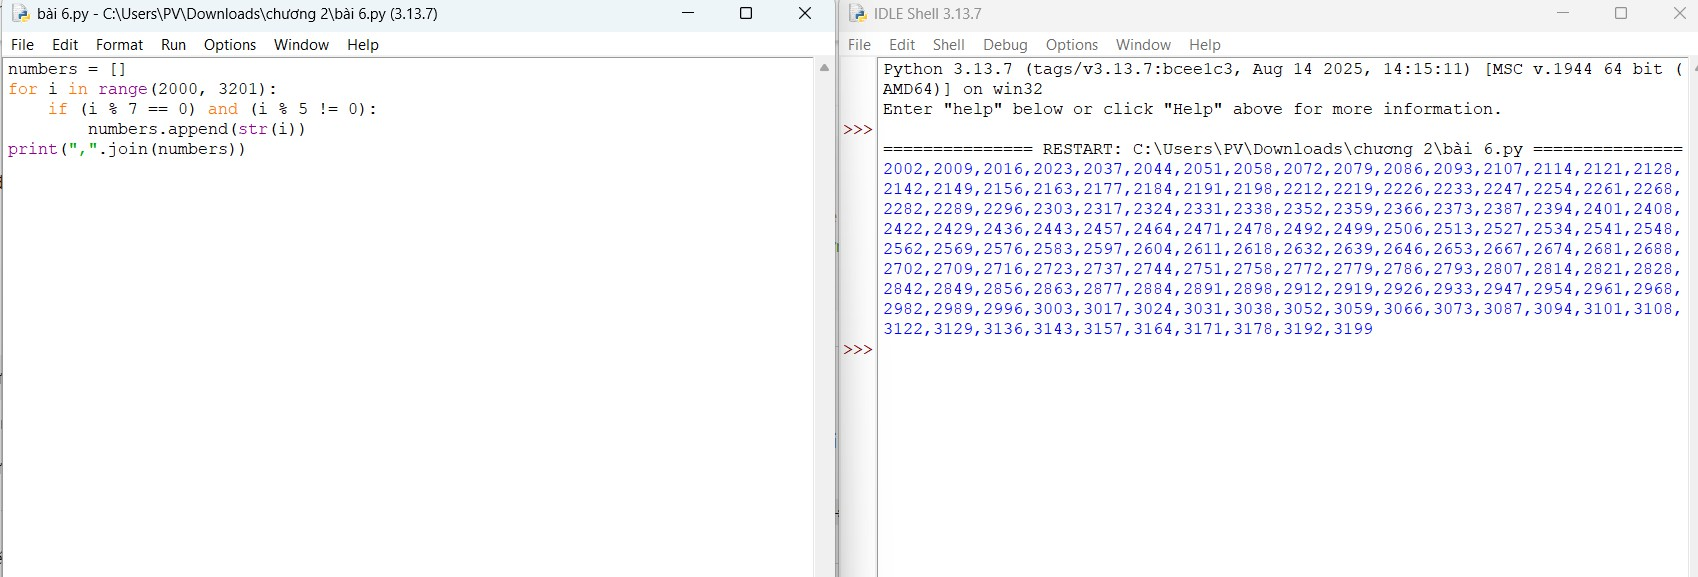 bài 6.py - C:\Users\PV\Downloads\chương 2\bài 6.py (3.13.7)
File Edit Format Run Options Window Help
numbers = []
for i in range(2000, 3201):
    if (i % 7 == 0) and (i % 5 != 0):
        numbers.append(str(i))
print(",".join(numbers))
IDLE Shell 3.13.7
File Edit Shell Debug Options Window Help
Python 3.13.7 (tags/v3.13.7:bcee1c3, Aug 14 2025, 14:15:11) [MSC v.1944 64 bit (
AMD64)] on win32
Enter "help" below or click "Help" above for more information.
>>>
=============== RESTART: C:\Users\PV\Downloads\chương 2\bài 6.py ===============
2002,2009,2016,2023,2037,2044,2051,2058,2072,2079,2086,2093,2107,2114,2121,2128,
2142,2149,2156,2163,2177,2184,2191,2198,2212,2219,2226,2233,2247,2254,2261,2268,
2282,2289,2296,2303,2317,2324,2331,2338,2352,2359,2366,2373,2387,2394,2401,2408,
2422,2429,2436,2443,2457,2464,2471,2478,2492,2499,2506,2513,2527,2534,2541,2548,
2562,2569,2576,2583,2597,2604,2611,2618,2632,2639,2646,2653,2667,2674,2681,2688,
2702,2709,2716,2723,2737,2744,2751,2758,2772,2779,2786,2793,2807,2814,2821,2828,
2842,2849,2856,2863,2877,2884,2891,2898,2912,2919,2926,2933,2947,2954,2961,2968,
2982,2989,2996,3003,3017,3024,3031,3038,3052,3059,3066,3073,3087,3094,3101,3108,
3122,3129,3136,3143,3157,3164,3171,3178,3192,3199
>>>